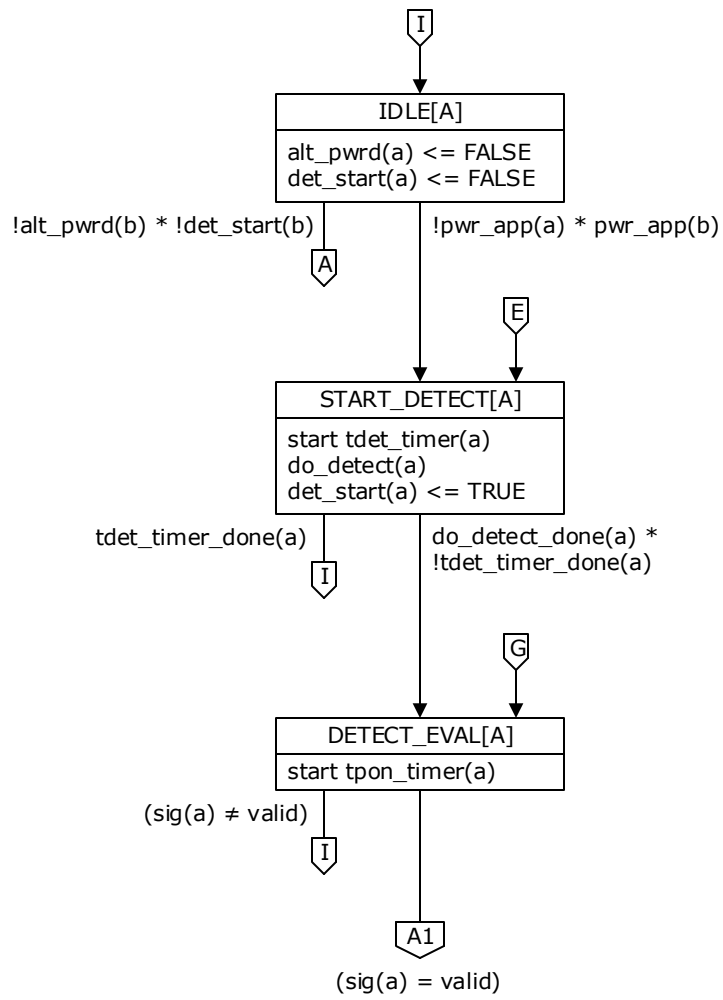 I
IDLE[A]
alt_pwrd(a) <= FALSE
det_start(a) <= FALSE
!alt_pwrd(b) * !det_start(b)
!pwr_app(a) * pwr_app(b)
A
E
START_DETECT[A]
start tdet_timer(a)
do_detect(a)
det_start(a) <= TRUE
tdet_timer_done(a)
do_detect_done(a) *
!tdet_timer_done(a)
I
G
DETECT_EVAL[A]
start tpon_timer(a)
(sig(a) ≠ valid)
I
A1
(sig(a) = valid)